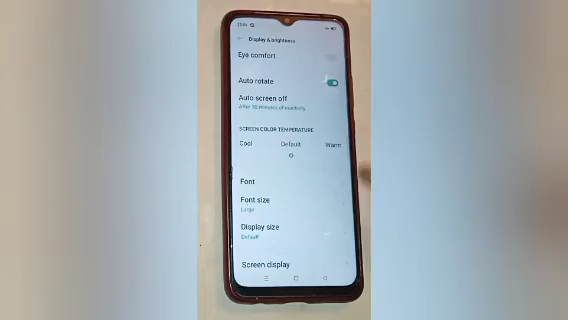 Display & brightness
Eye comfort
Auto rotate
Auto screen off
After 30 minutes of inactivity
SCREEN COLOR TEMPERATURE
Cool Default Warm
Font
Font size
Large
Display size
Default
Screen display